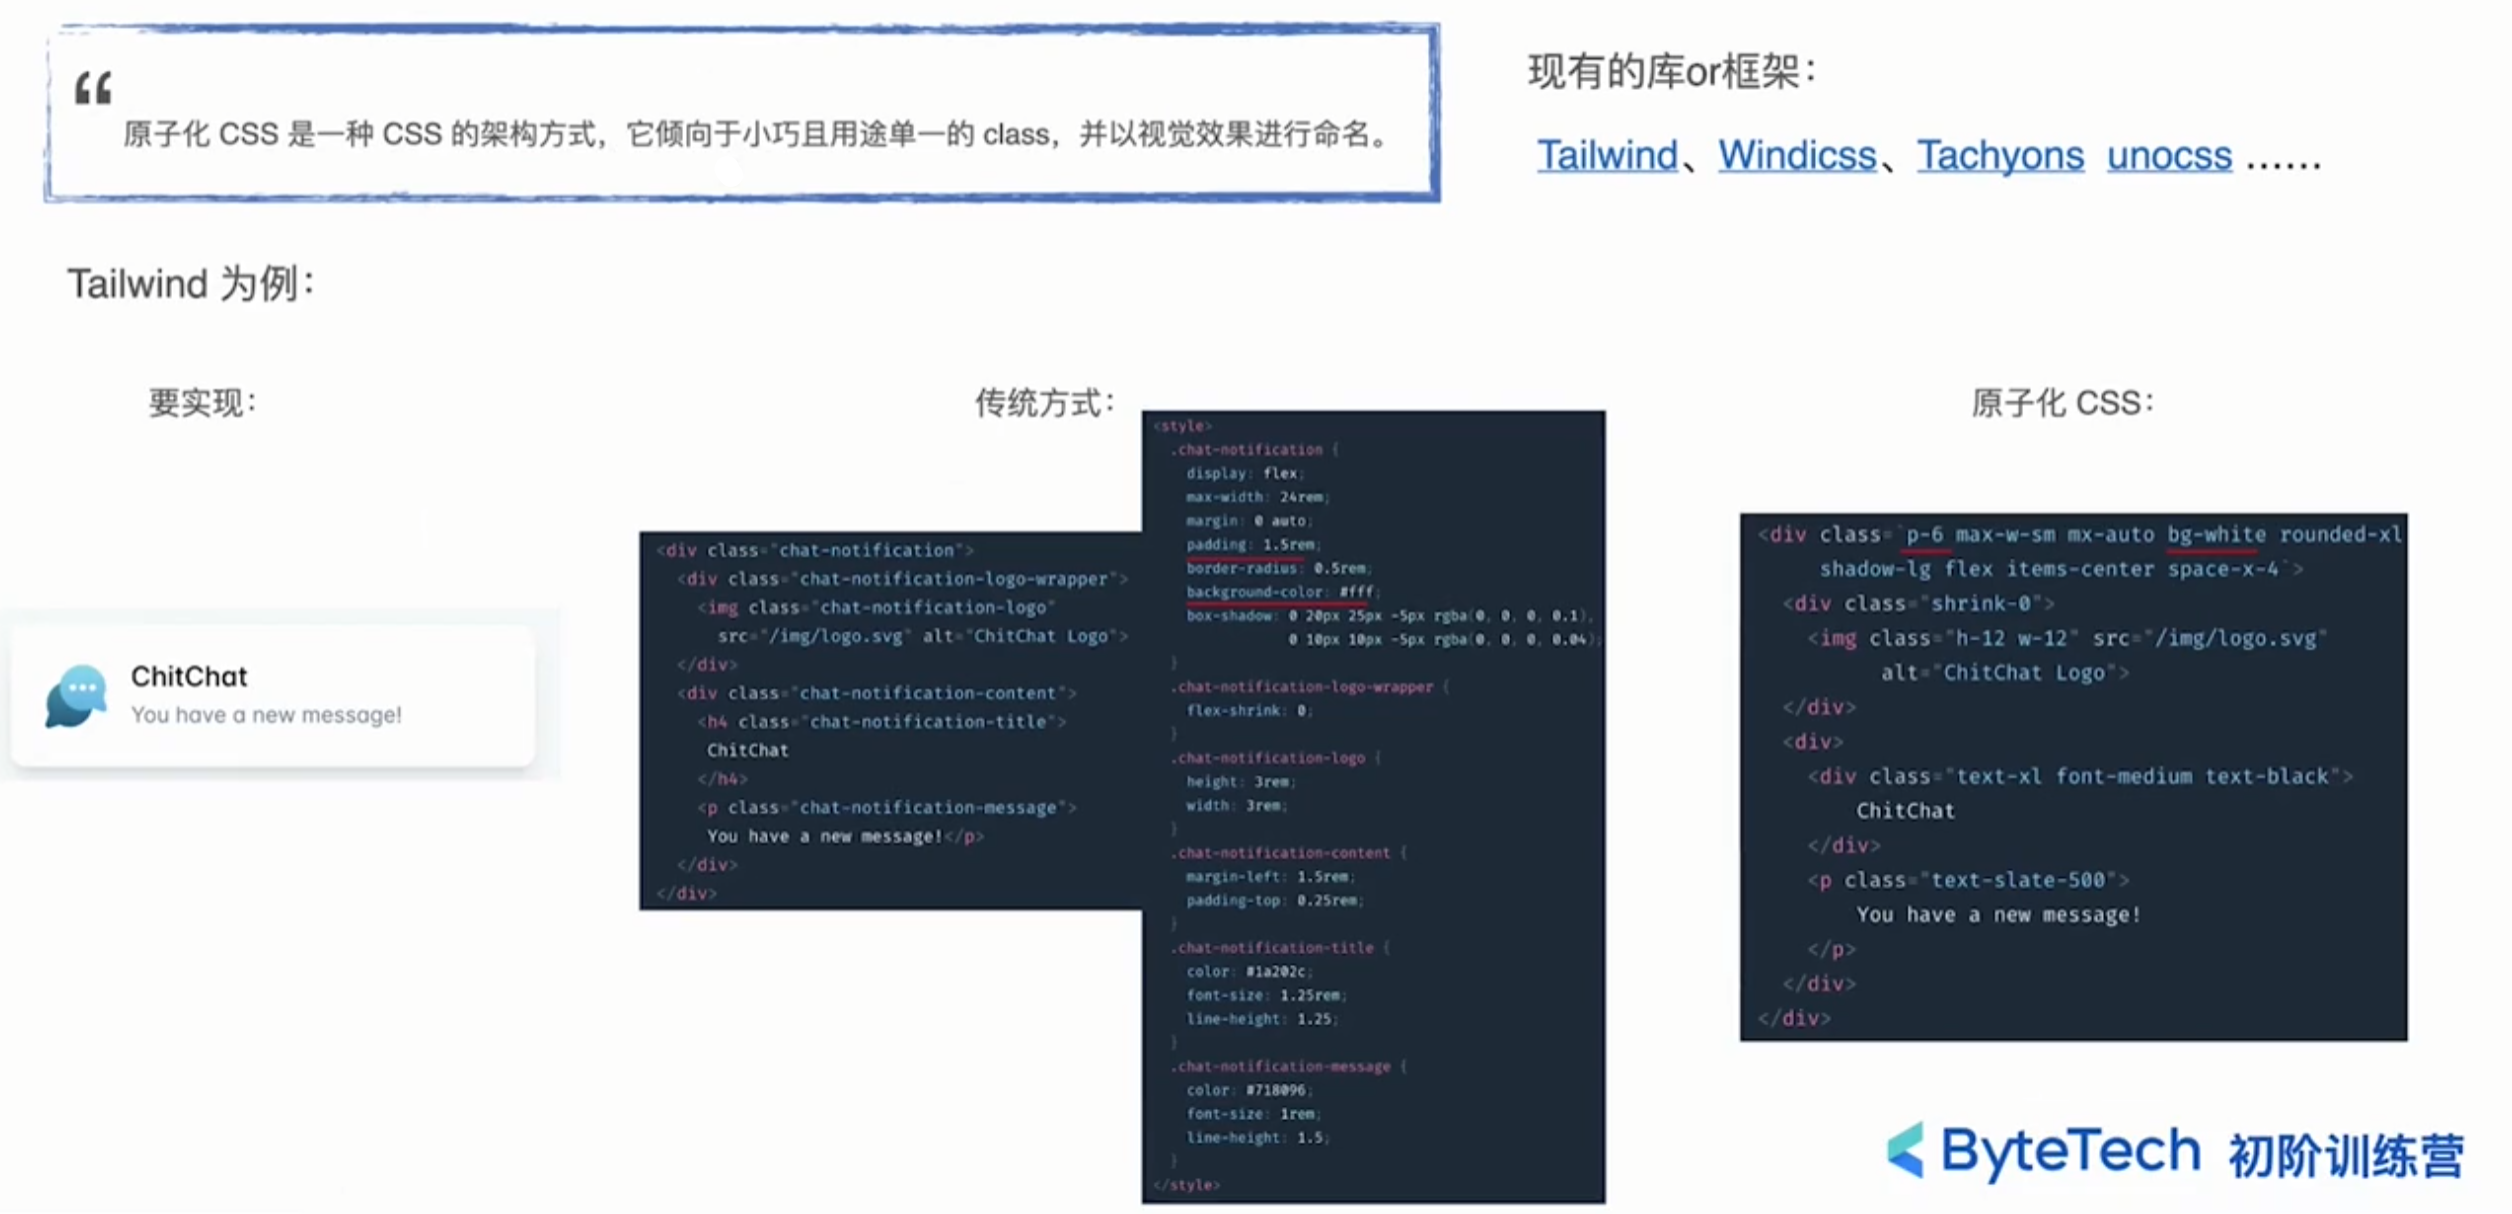 “
原子化 CSS 是一种 CSS 的架构方式，它倾向于小巧且用途单一的 class，并以视觉效果进行命名。
现有的库or框架：
Tailwind、Windicss、Tachyons unocss ......
Tailwind 为例：
要实现：
ChitChat
You have a new message!
传统方式：
<div class="chat-notification">
<div class="chat-notification-logo-wrapper">
<img class="chat-notification-logo"
src="/img/logo.svg" alt="ChitChat Logo">
</div>
<div class="chat-notification-content">
<h4 class="chat-notification-title">
ChitChat
</h4>
<p class="chat-notification-message">
You have a new message!</p>
</div>
</div>
<style>
.chat-notification {
display: flex;
max-width: 24rem;
margin: 0 auto;
padding: 1.5rem;
border-radius: 0.5rem;
background-color: #fff;
box-shadow: 0 20px 25px -5px rgba(0, 0, 0, 0.1),
0 10px 10px -5px rgba(0, 0, 0, 0.04);
}
.chat-notification-logo-wrapper {
flex-shrink: 0;
}
.chat-notification-logo {
height: 3rem;
width: 3rem;
}
.chat-notification-content {
margin-left: 1.5rem;
padding-top: 0.25rem;
}
.chat-notification-title {
color: #1a202c;
font-size: 1.25rem;
line-height: 1.25;
}
.chat-notification-message {
color: #718096;
font-size: 1rem;
line-height: 1.5;
}
</style>
原子化 CSS：
<div class=`p-6 max-w-sm mx-auto bg-white rounded-xl
shadow-lg flex items-center space-x-4`>
<div class="shrink-0">
<img class="h-12 w-12" src="/img/logo.svg"
alt="ChitChat Logo">
</div>
<div>
<div class="text-xl font-medium text-black">
ChitChat
</div>
<p class="text-slate-500">
You have a new message!
</p>
</div>
</div>
ByteTech 初阶训练营